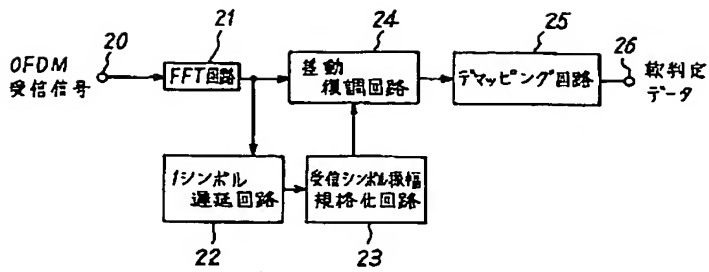 20
21
24
25
26
OFDM
受信信号
FFT回路
差動
復調回路
デマッピング回路
軟判定
データ
1シンボル
遅延回路
受信シンボル振幅
規格化回路
22
23